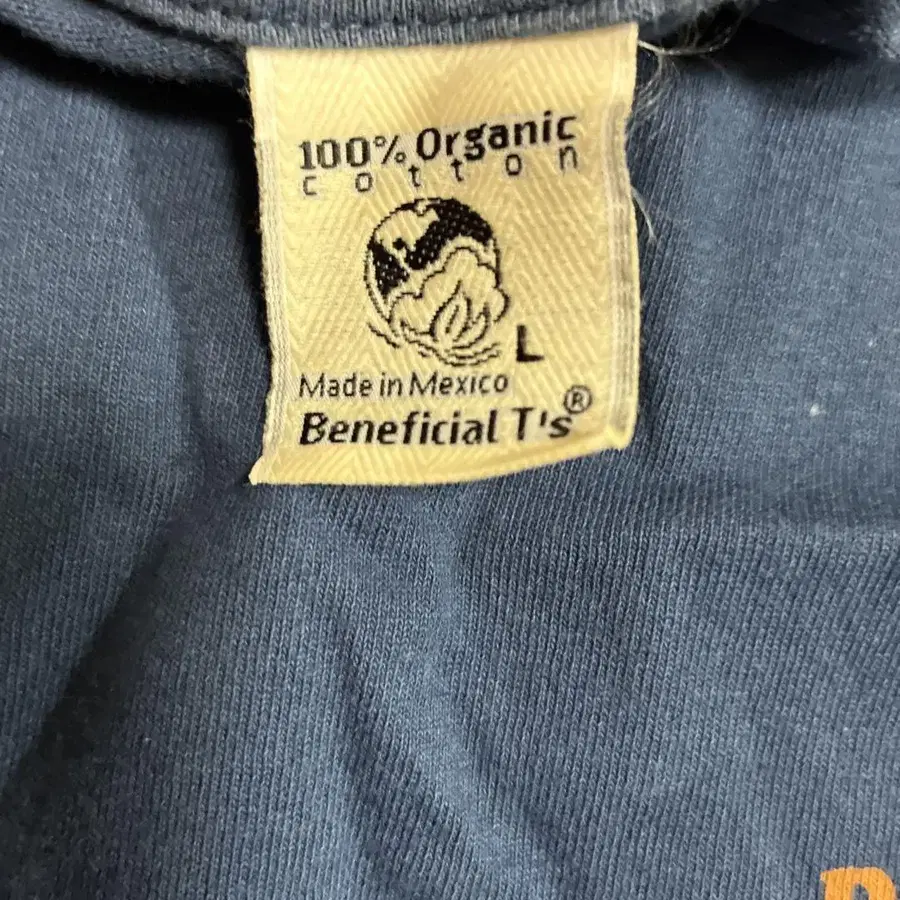 100% Organic
cotton
L
Made in Mexico
Beneficial T's®